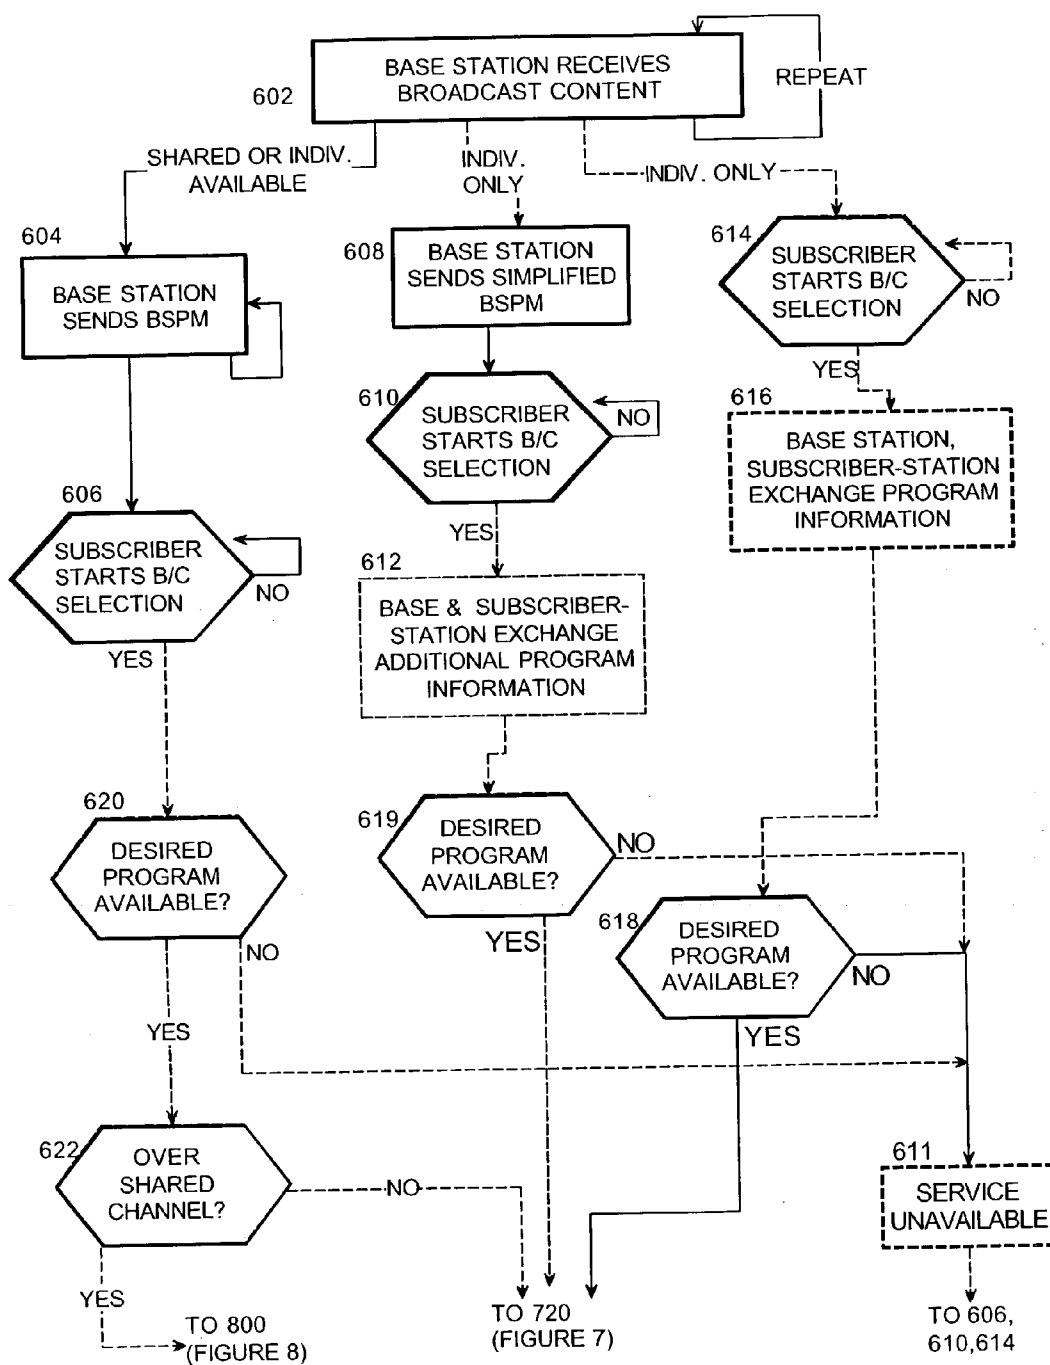 BASE STATION RECEIVES
BROADCAST CONTENT
602
REPEAT
SHARED OR INDIV.
AVAILABLE
INDIV.
ONLY
INDIV. ONLY
604
BASE STATION
SENDS BSPM
608
BASE STATION
SENDS SIMPLIFIED
BSPM
614
SUBSCRIBER
STARTS B/C
SELECTION
NO
YES
610
SUBSCRIBER
STARTS B/C
SELECTION
NO
YES
616
BASE STATION,
SUBSCRIBER-STATION
EXCHANGE PROGRAM
INFORMATION
606
SUBSCRIBER
STARTS B/C
SELECTION
NO
YES
612
BASE & SUBSCRIBER-
STATION EXCHANGE
ADDITIONAL PROGRAM
INFORMATION
620
DESIRED
PROGRAM
AVAILABLE?
NO
YES
619
DESIRED
PROGRAM
AVAILABLE?
NO
YES
618
DESIRED
PROGRAM
AVAILABLE?
NO
YES
622
OVER
SHARED
CHANNEL?
NO
YES
611
SERVICE
UNAVAILABLE
TO 800
(FIGURE 8)
TO 720
(FIGURE 7)
TO 606,
610,614